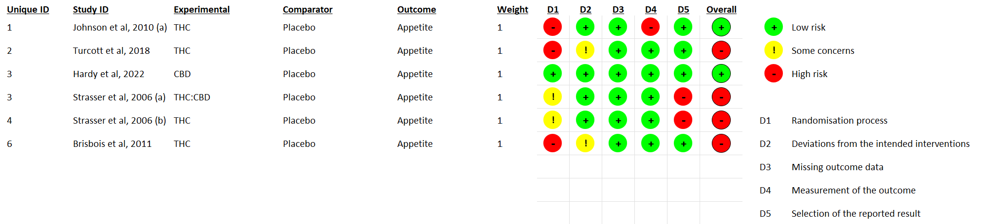 Unique ID Study ID Experimental Comparator Outcome Weight D1 D2 D3 D4 D5 Overall
1 Johnson et al, 2010 (a) THC Placebo Appetite 1 - + + - + + + Low risk
2 Turcott et al, 2018 THC Placebo Appetite 1 - ! + + + - ! Some concerns
3 Hardy et al, 2022 CBD Placebo Appetite 1 + + + + + + - High risk
3 Strasser et al, 2006 (a) THC:CBD Placebo Appetite 1 ! + + + - -
4 Strasser et al, 2006 (b) THC Placebo Appetite 1 ! + + + - - D1 Randomisation process
6 Brisbois et al, 2011 THC Placebo Appetite 1 - ! + + + - D2 Deviations from the intended interventions
D3 Missing outcome data
D4 Measurement of the outcome
D5 Selection of the reported result